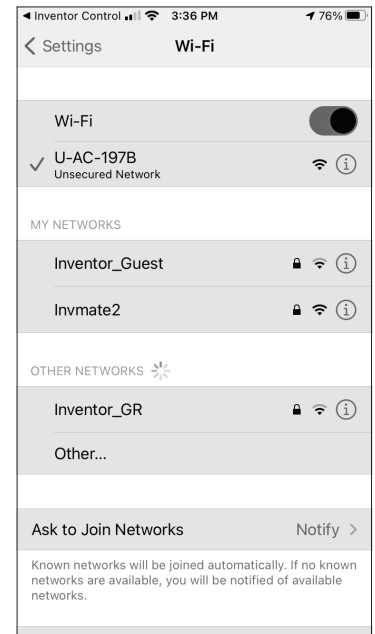 ◀ Inventor Control 3:36 PM 76%
Settings Wi-Fi
Wi-Fi
U-AC-197B
Unsecured Network
MY NETWORKS
Inventor_Guest
Invmate2
OTHER NETWORKS
Inventor_GR
Other...
Ask to Join Networks Notify
Known networks will be joined automatically. If no known
networks are available, you will be notified of available
networks.